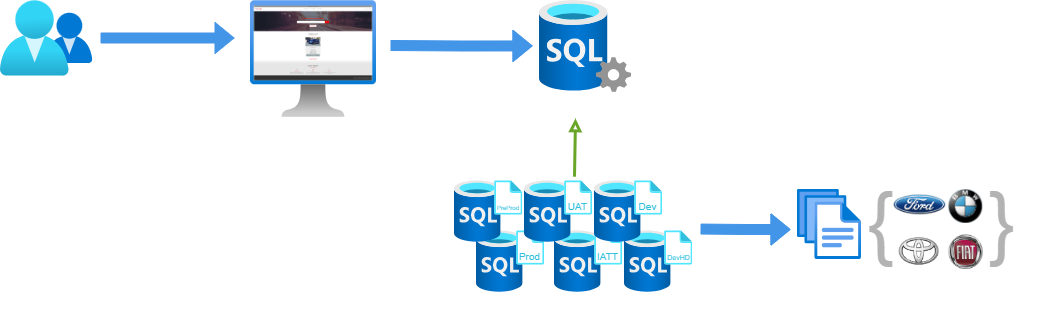 SQL
SQL
PreProd
SQL
UAT
SQL
Dev
SQL
Prod
SQL
IATT
SQL
DevHD
Ford
BMW
FIAT